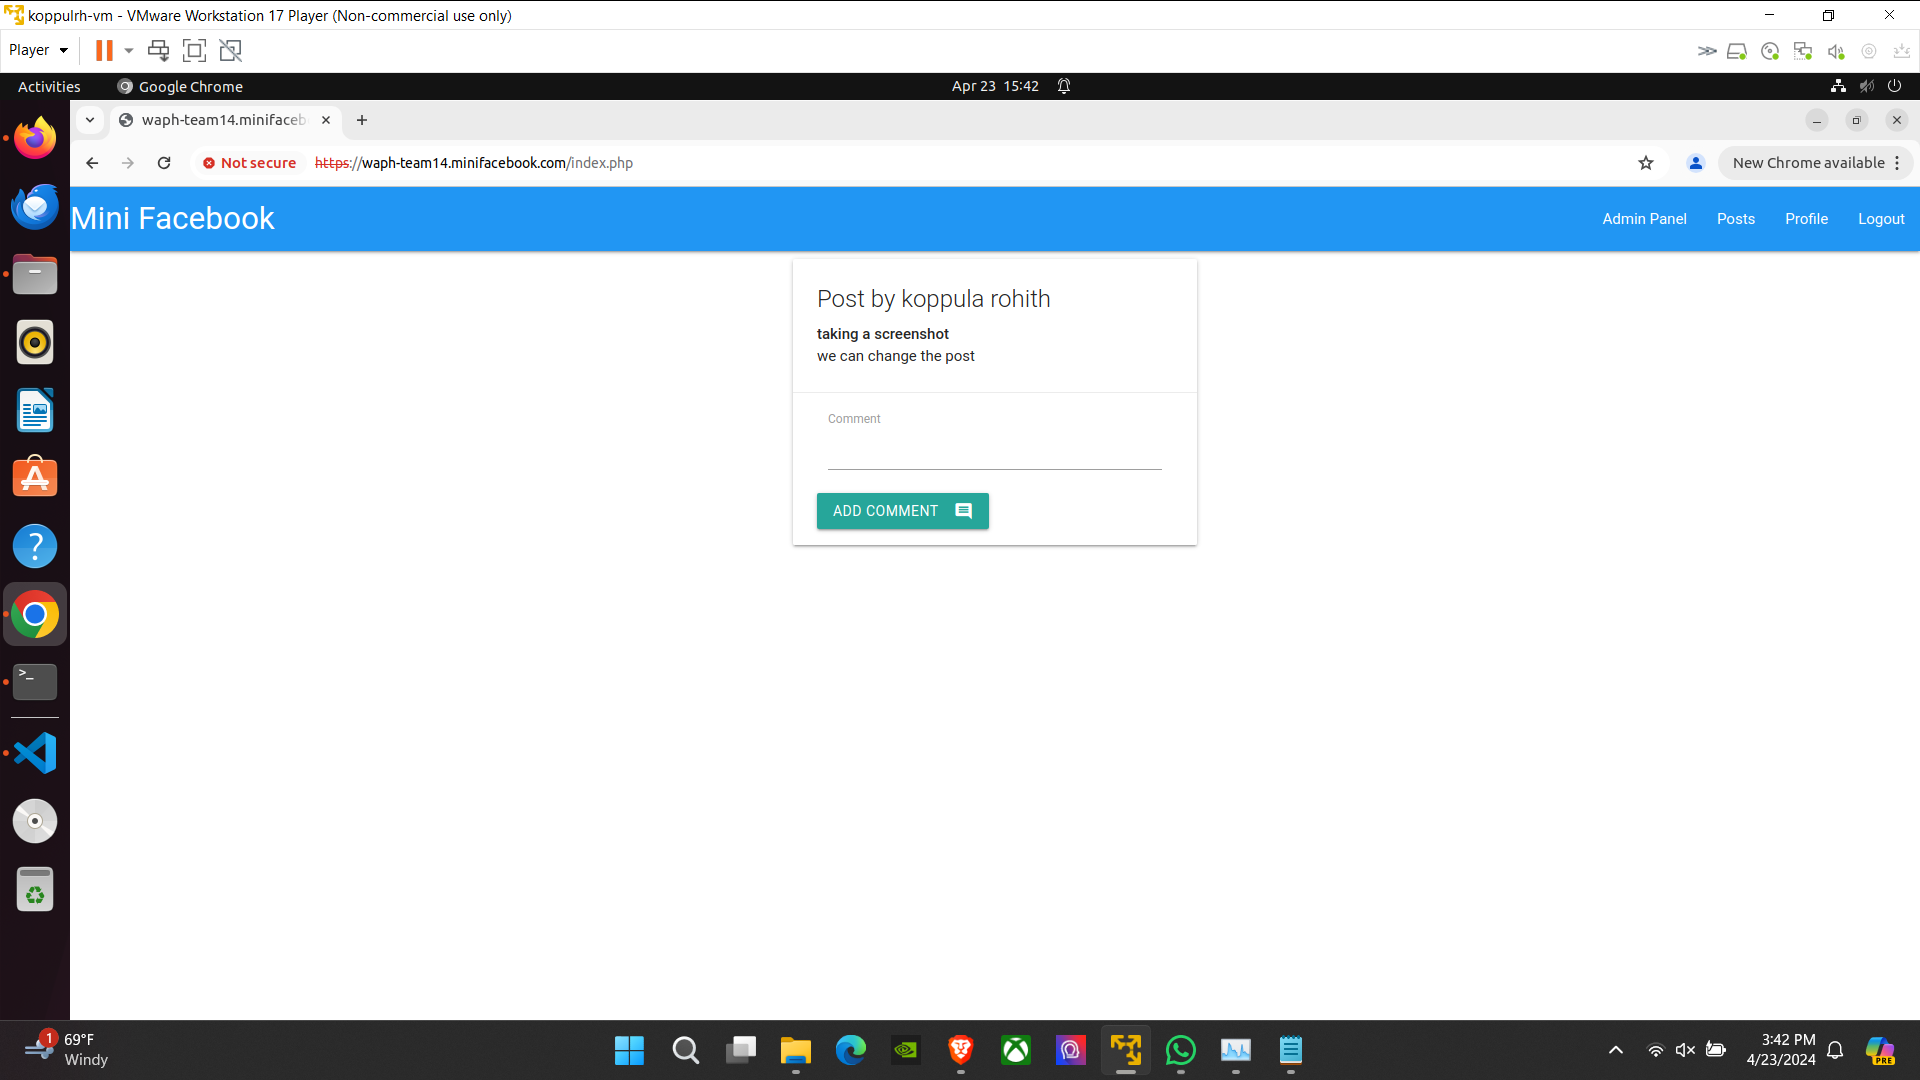 koppulrh-vm - VMware Workstation 17 Player (Non-commercial use only)
Player
Activities
Google Chrome
Apr 23 15:42
waph-team14.minifaceb
Not secure
https://waph-team14.minifacebook.com/index.php
New Chrome available
Mini Facebook
Admin Panel
Posts
Profile
Logout
Post by koppula rohith
taking a screenshot
we can change the post
Comment
ADD COMMENT
?
>_
1
69°F
Windy
3:42 PM
4/23/2024
PRE